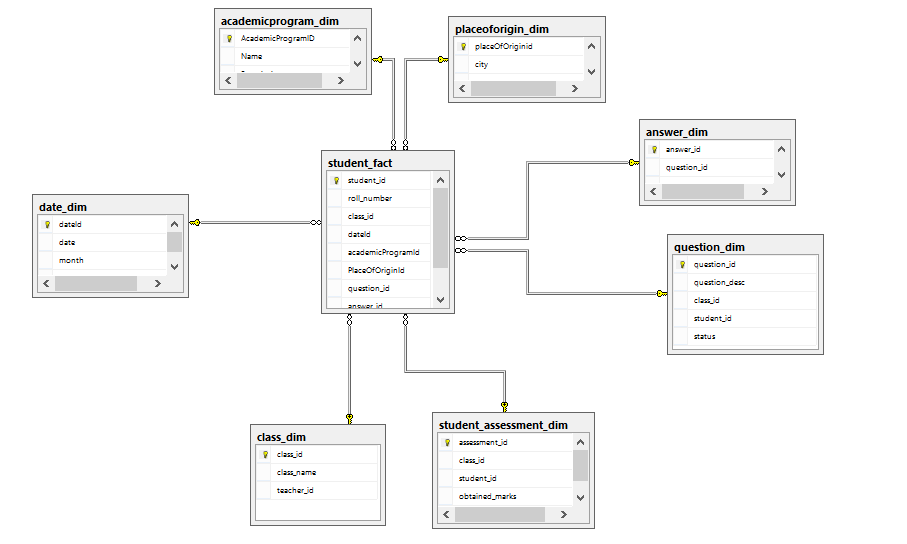 academicprogram_dim
AcademicProgramID
Name
placeoforigin_dim
placeOfOriginid
city
answer_dim
answer_id
question_id
student_fact
student_id
roll_number
class_id
dateId
academicProgramId
PlaceOfOriginId
question_id
answer_id
date_dim
dateId
date
month
question_dim
question_id
question_desc
class_id
student_id
status
class_dim
class_id
class_name
teacher_id
student_assessment_dim
assessment_id
class_id
student_id
obtained_marks